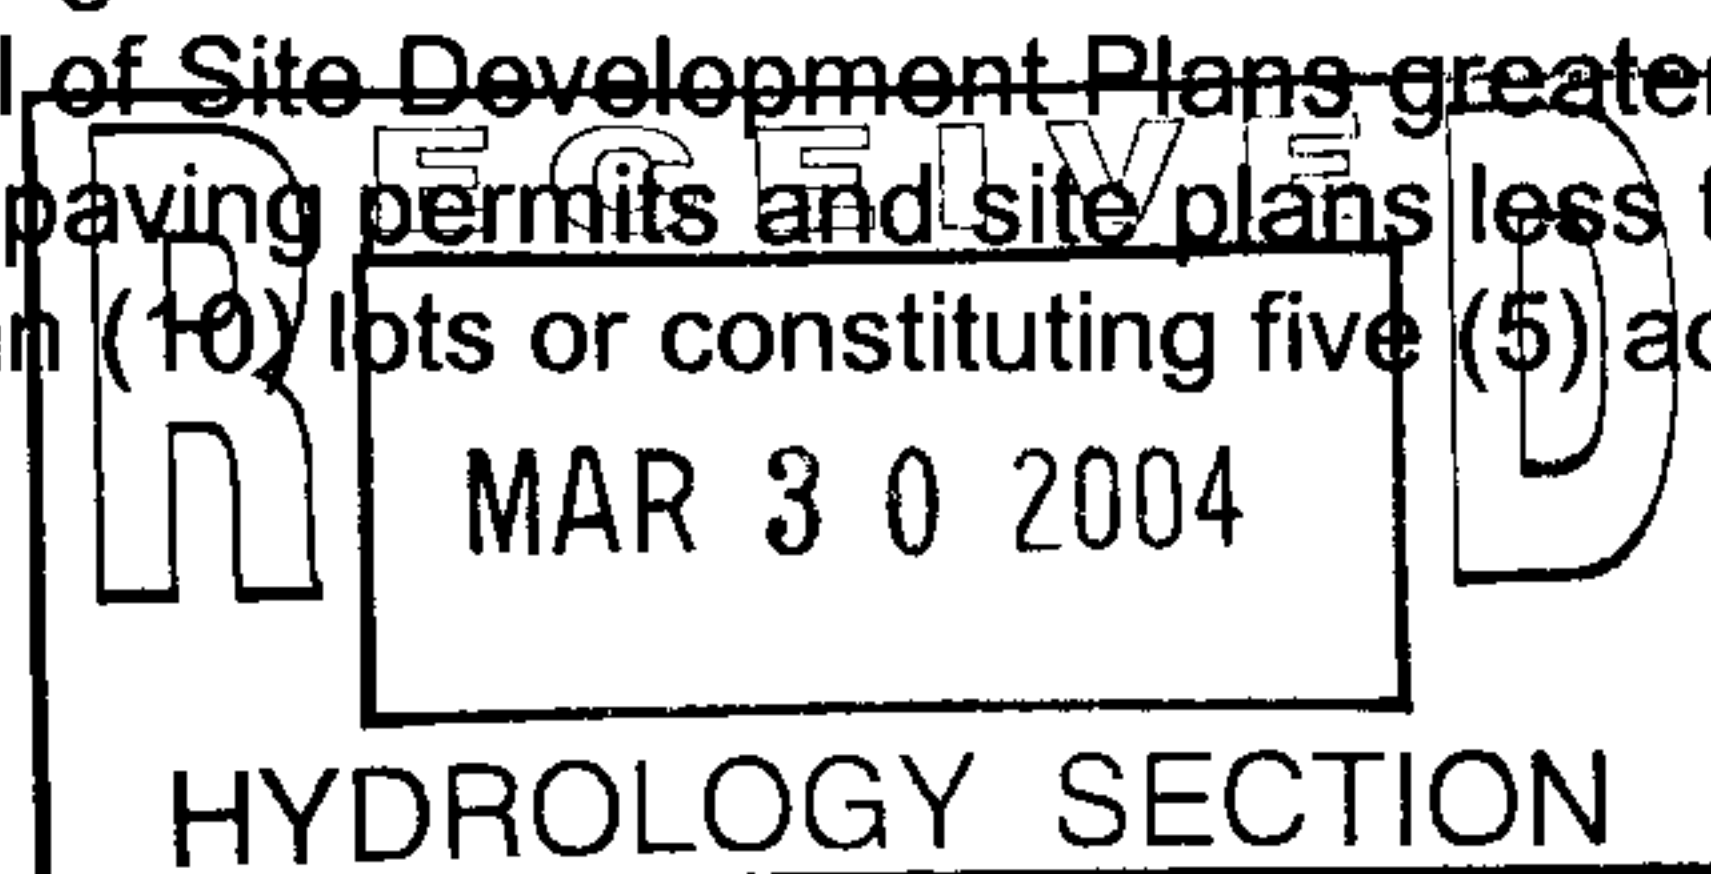 of Site Development Plans greater
paving permits and site plans less
(10) lots or constituting five (5)
RECEIVED
MAR 30 2004
HYDROLOGY SECTION